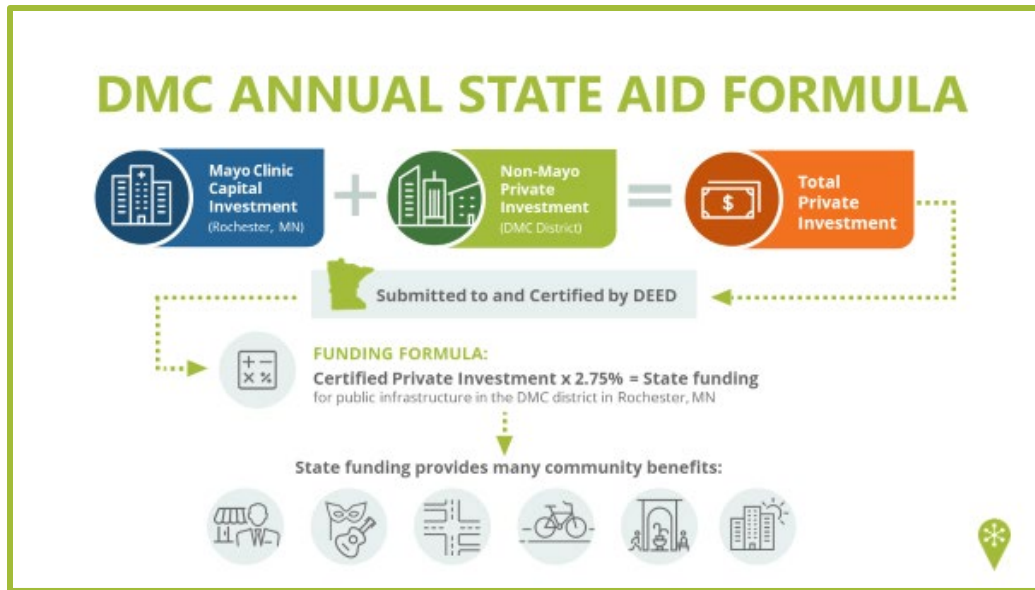 DMC ANNUAL STATE AID FORMULA
Mayo Clinic
Capital
Investment
(Rochester, MN)
+
Non-Mayo
Private
Investment
(DMC District)
=
$
Total
Private
Investment
Submitted to and Certified by DEED
+ −
× %
FUNDING FORMULA:
Certified Private Investment x 2.75% = State funding
for public infrastructure in the DMC district in Rochester, MN
State funding provides many community benefits: